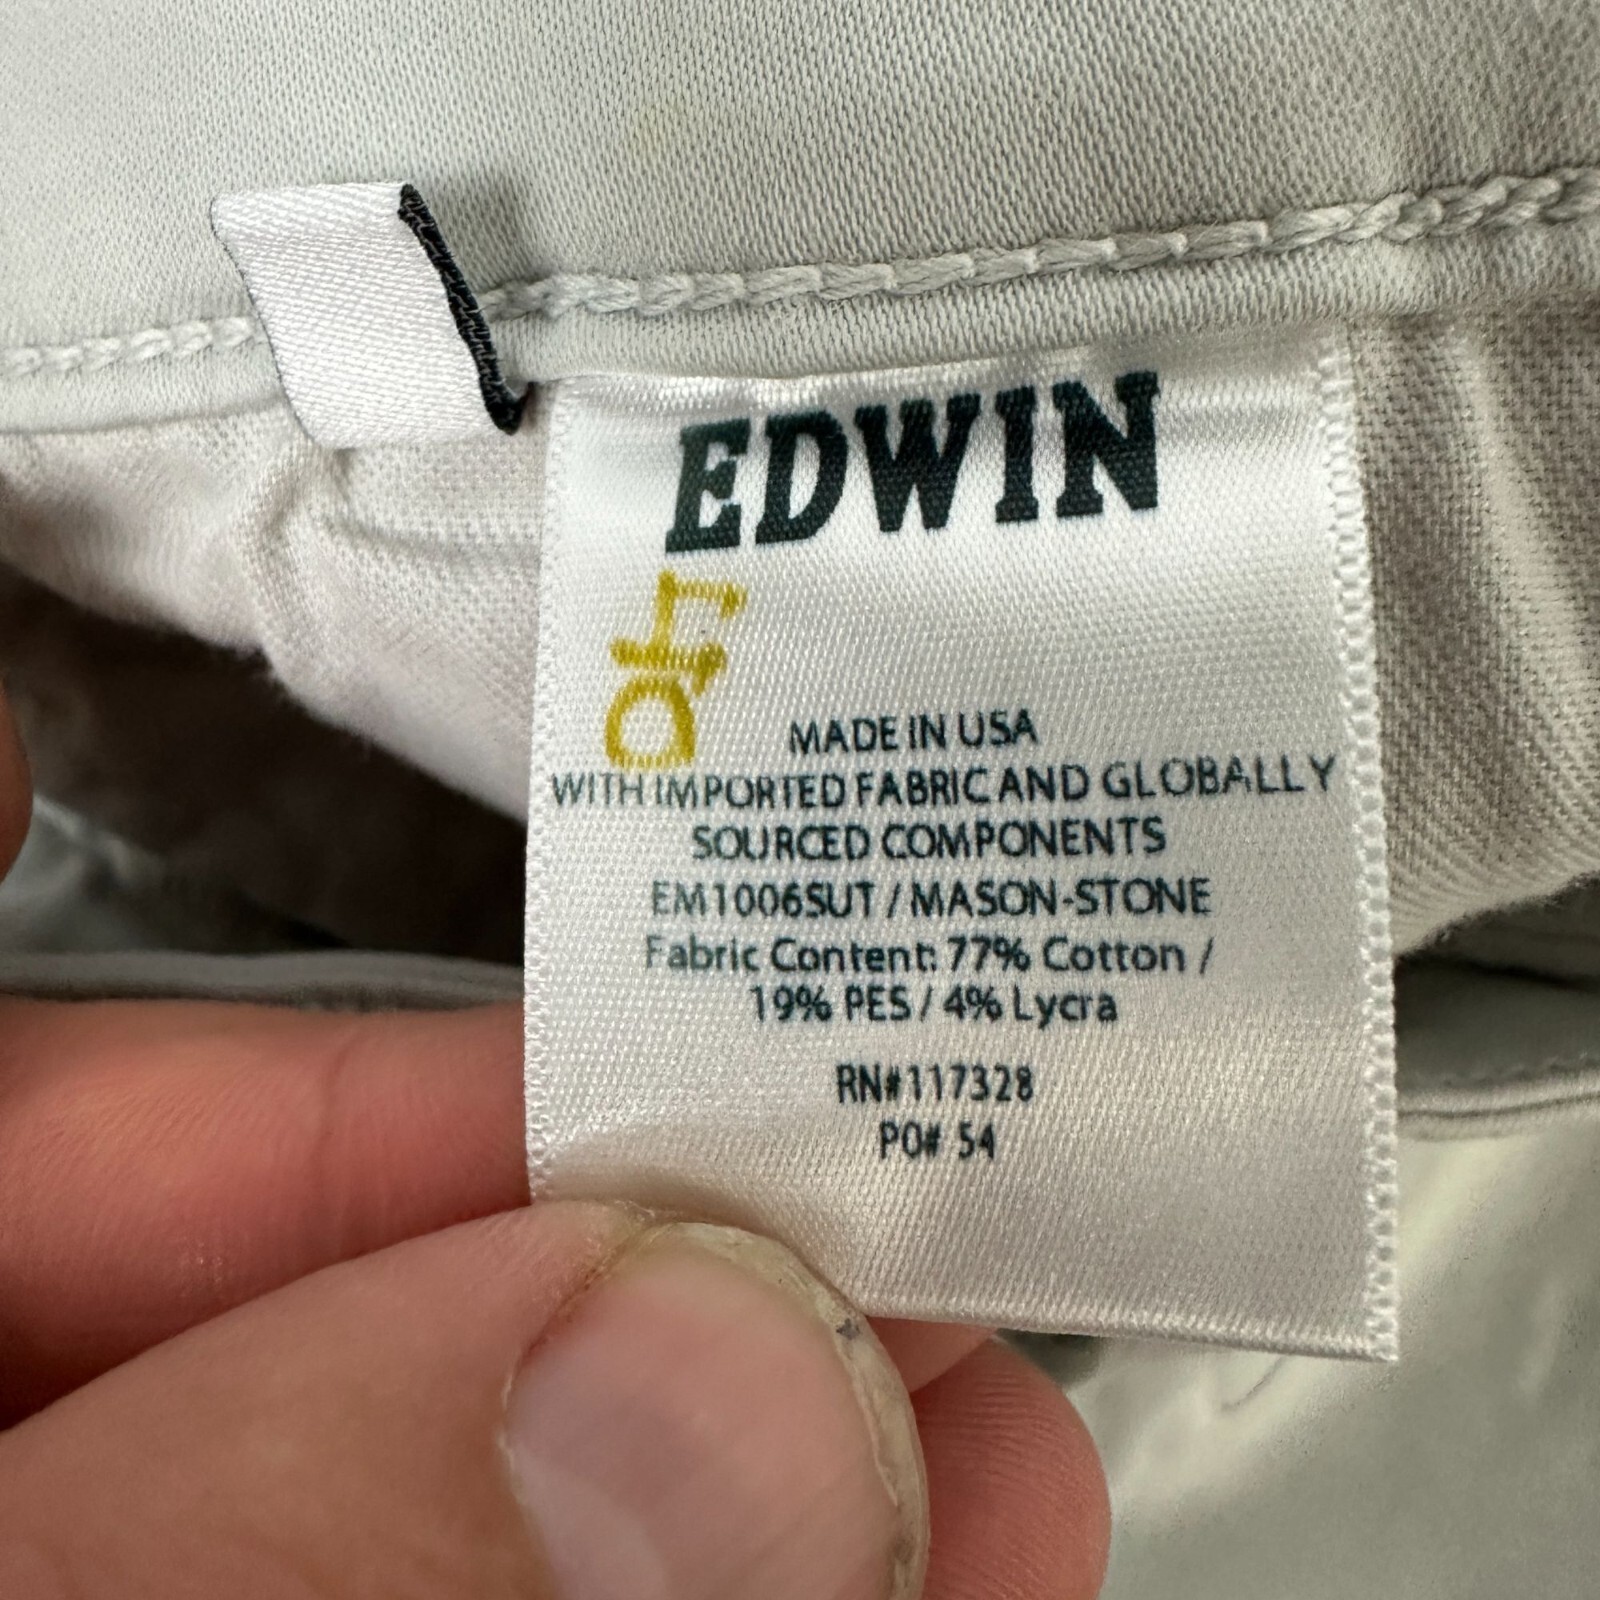 EDWIN
MADE IN USA
WITH IMPORTED FABRIC AND GLOBALLY
SOURCED COMPONENTS
EM1006SUT / MASON-STONE
Fabric Content: 77% Cotton /
19% PES / 4% Lycra
RN#117328
PO# 54